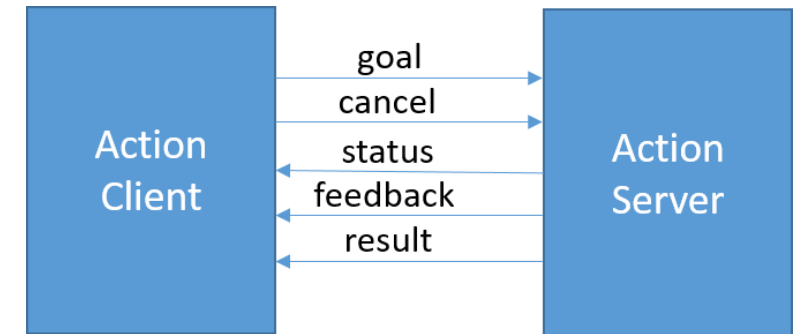 Action
Client
goal
cancel
status
feedback
result
Action
Server